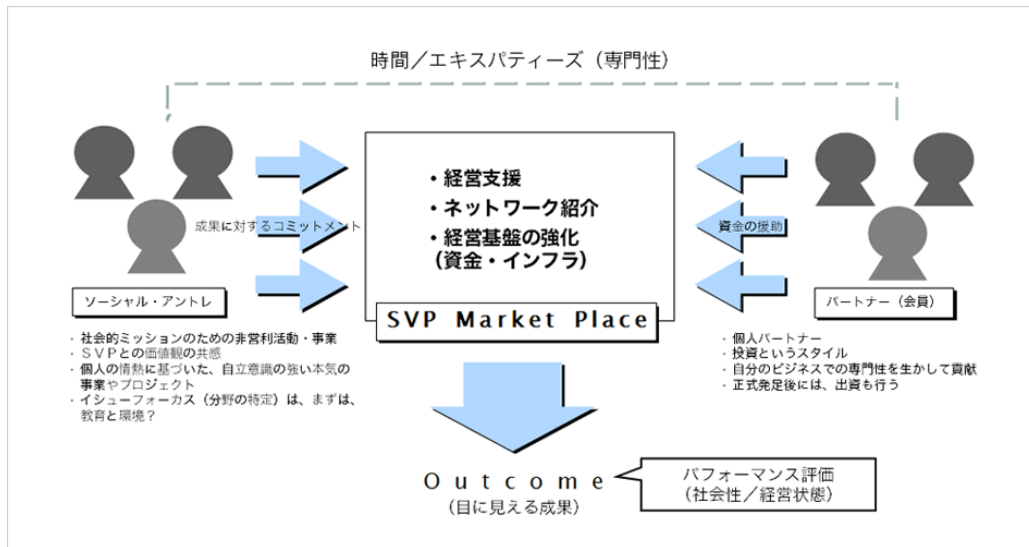 時間／エキスパティーズ（専門性）
・経営支援
・ネットワーク紹介
・経営基盤の強化
（資金・インフラ）
SVP Market Place
成果に対するコミットメント
資金の援助
ソーシャル・アントレ
・社会的ミッションのための非営利活動・事業
・ＳＶＰとの価値観の共感
・個人の情熱に基づいた、自立意識の強い本気の
事業やプロジェクト
・イシューフォーカス（分野の特定）は、まずは、
教育と環境？
パートナー（会員）
・個人パートナー
・投資というスタイル
・自分のビジネスでの専門性を生かして貢献
・正式発足後には、出資も行う
Outcome
（目に見える成果）
パフォーマンス評価
（社会性／経営状態）